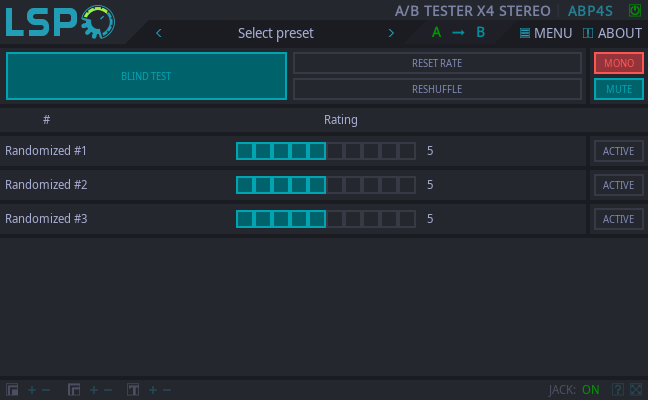 LSP
A/B TESTER X4 STEREO ABP4S
Select preset
A B
MENU
ABOUT
BLIND TEST
RESET RATE
RESHUFFLE
MONO
MUTE
# Rating
Randomized #1 5 ACTIVE
Randomized #2 5 ACTIVE
Randomized #3 5 ACTIVE
JACK: ON